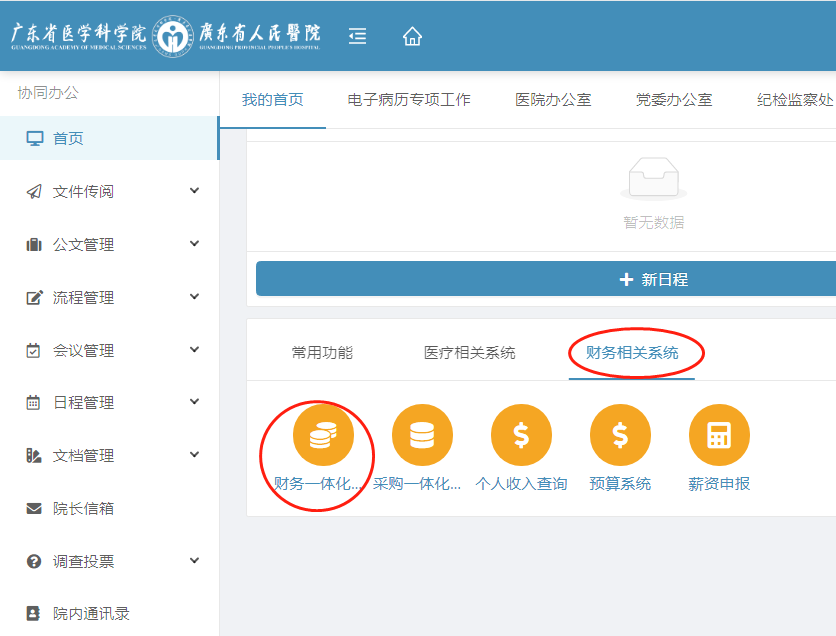 广东省医学科学院
GUANGDONG ACADEMY OF MEDICAL SCIENCES
廣东省人民醫院
GUANGDONG PROVINCIAL PEOPLE'S HOSPITAL
协同办公
首页
文件传阅
公文管理
流程管理
会议管理
日程管理
文档管理
院长信箱
调查投票
院内通讯录
我的首页 电子病历专项工作 医院办公室 党委办公室 纪检监察处
暂无数据
新日程
常用功能 医疗相关系统 财务相关系统
财务一体化... 采购一体化... 个人收入查询 预算系统 薪资申报